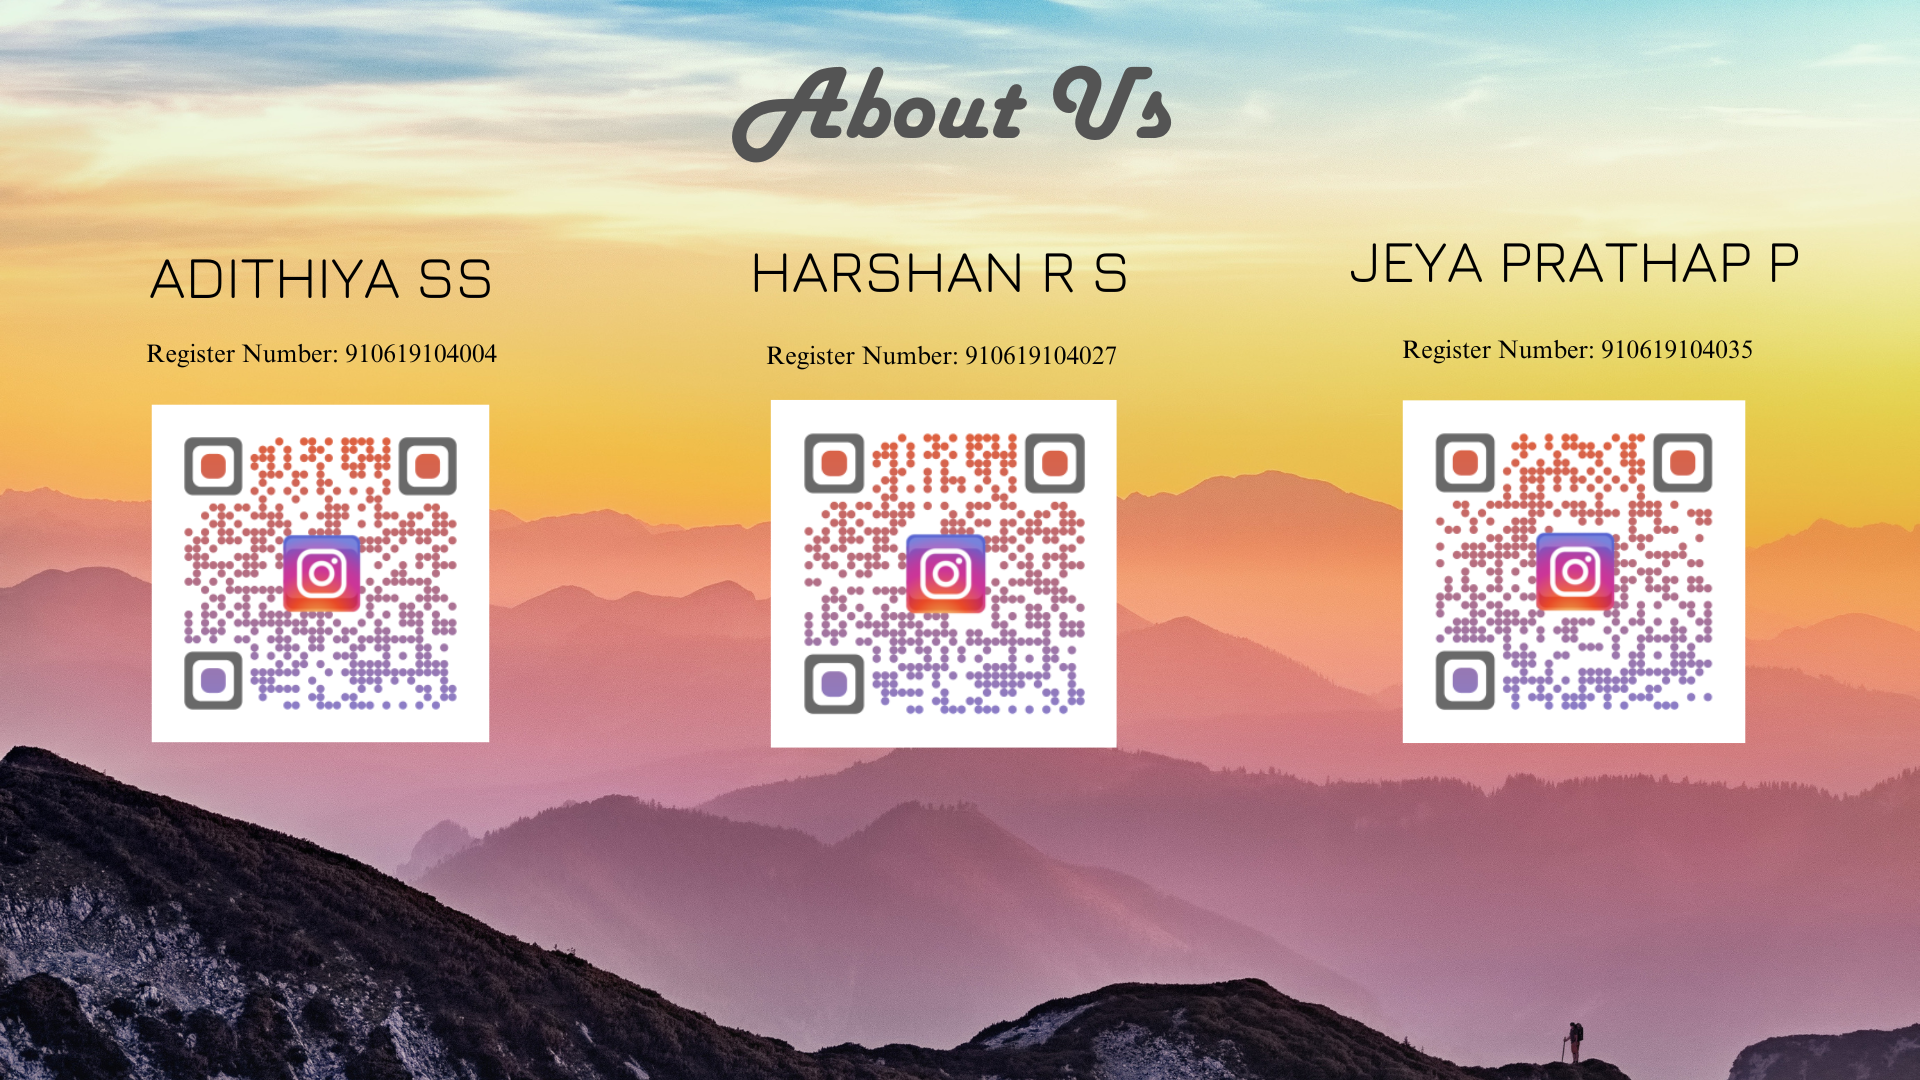 About Us
ADITHIYA SS
Register Number: 910619104004
HARSHAN R S
Register Number: 910619104027
JEYA PRATHAP P
Register Number: 910619104035